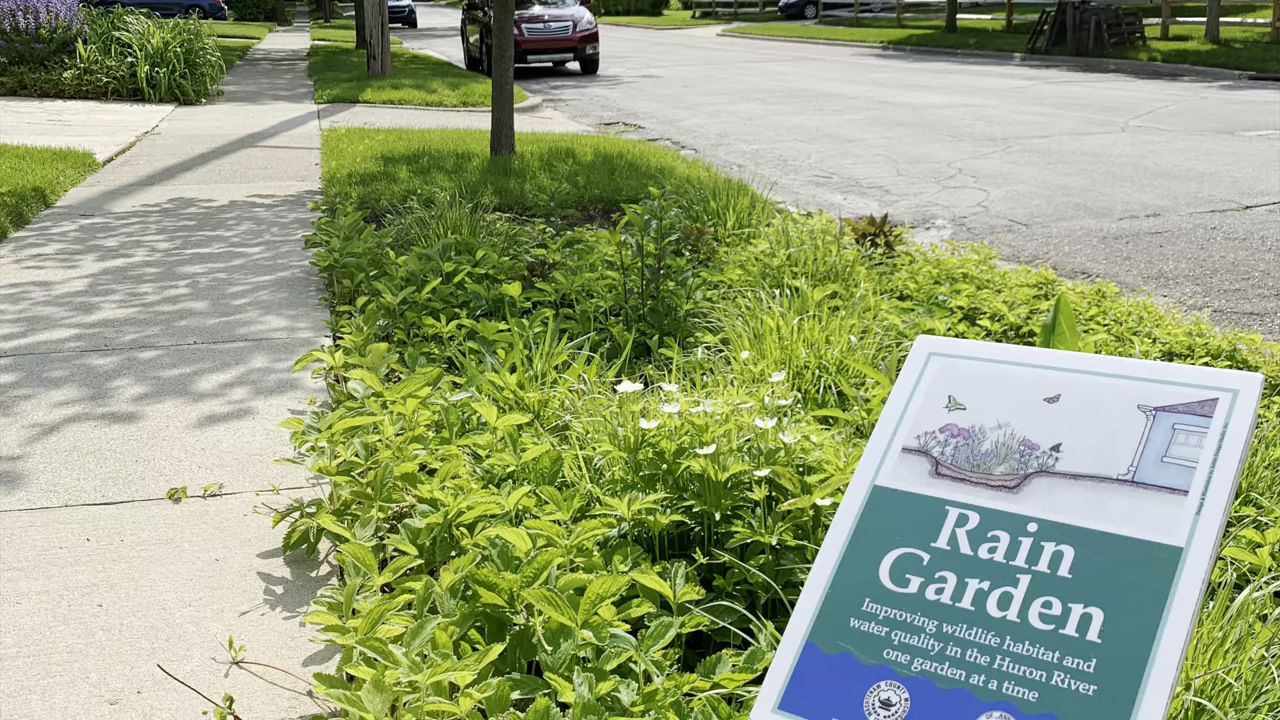 Rain
Garden
Improving wildlife habitat and
water quality in the Huron River
one garden at a time